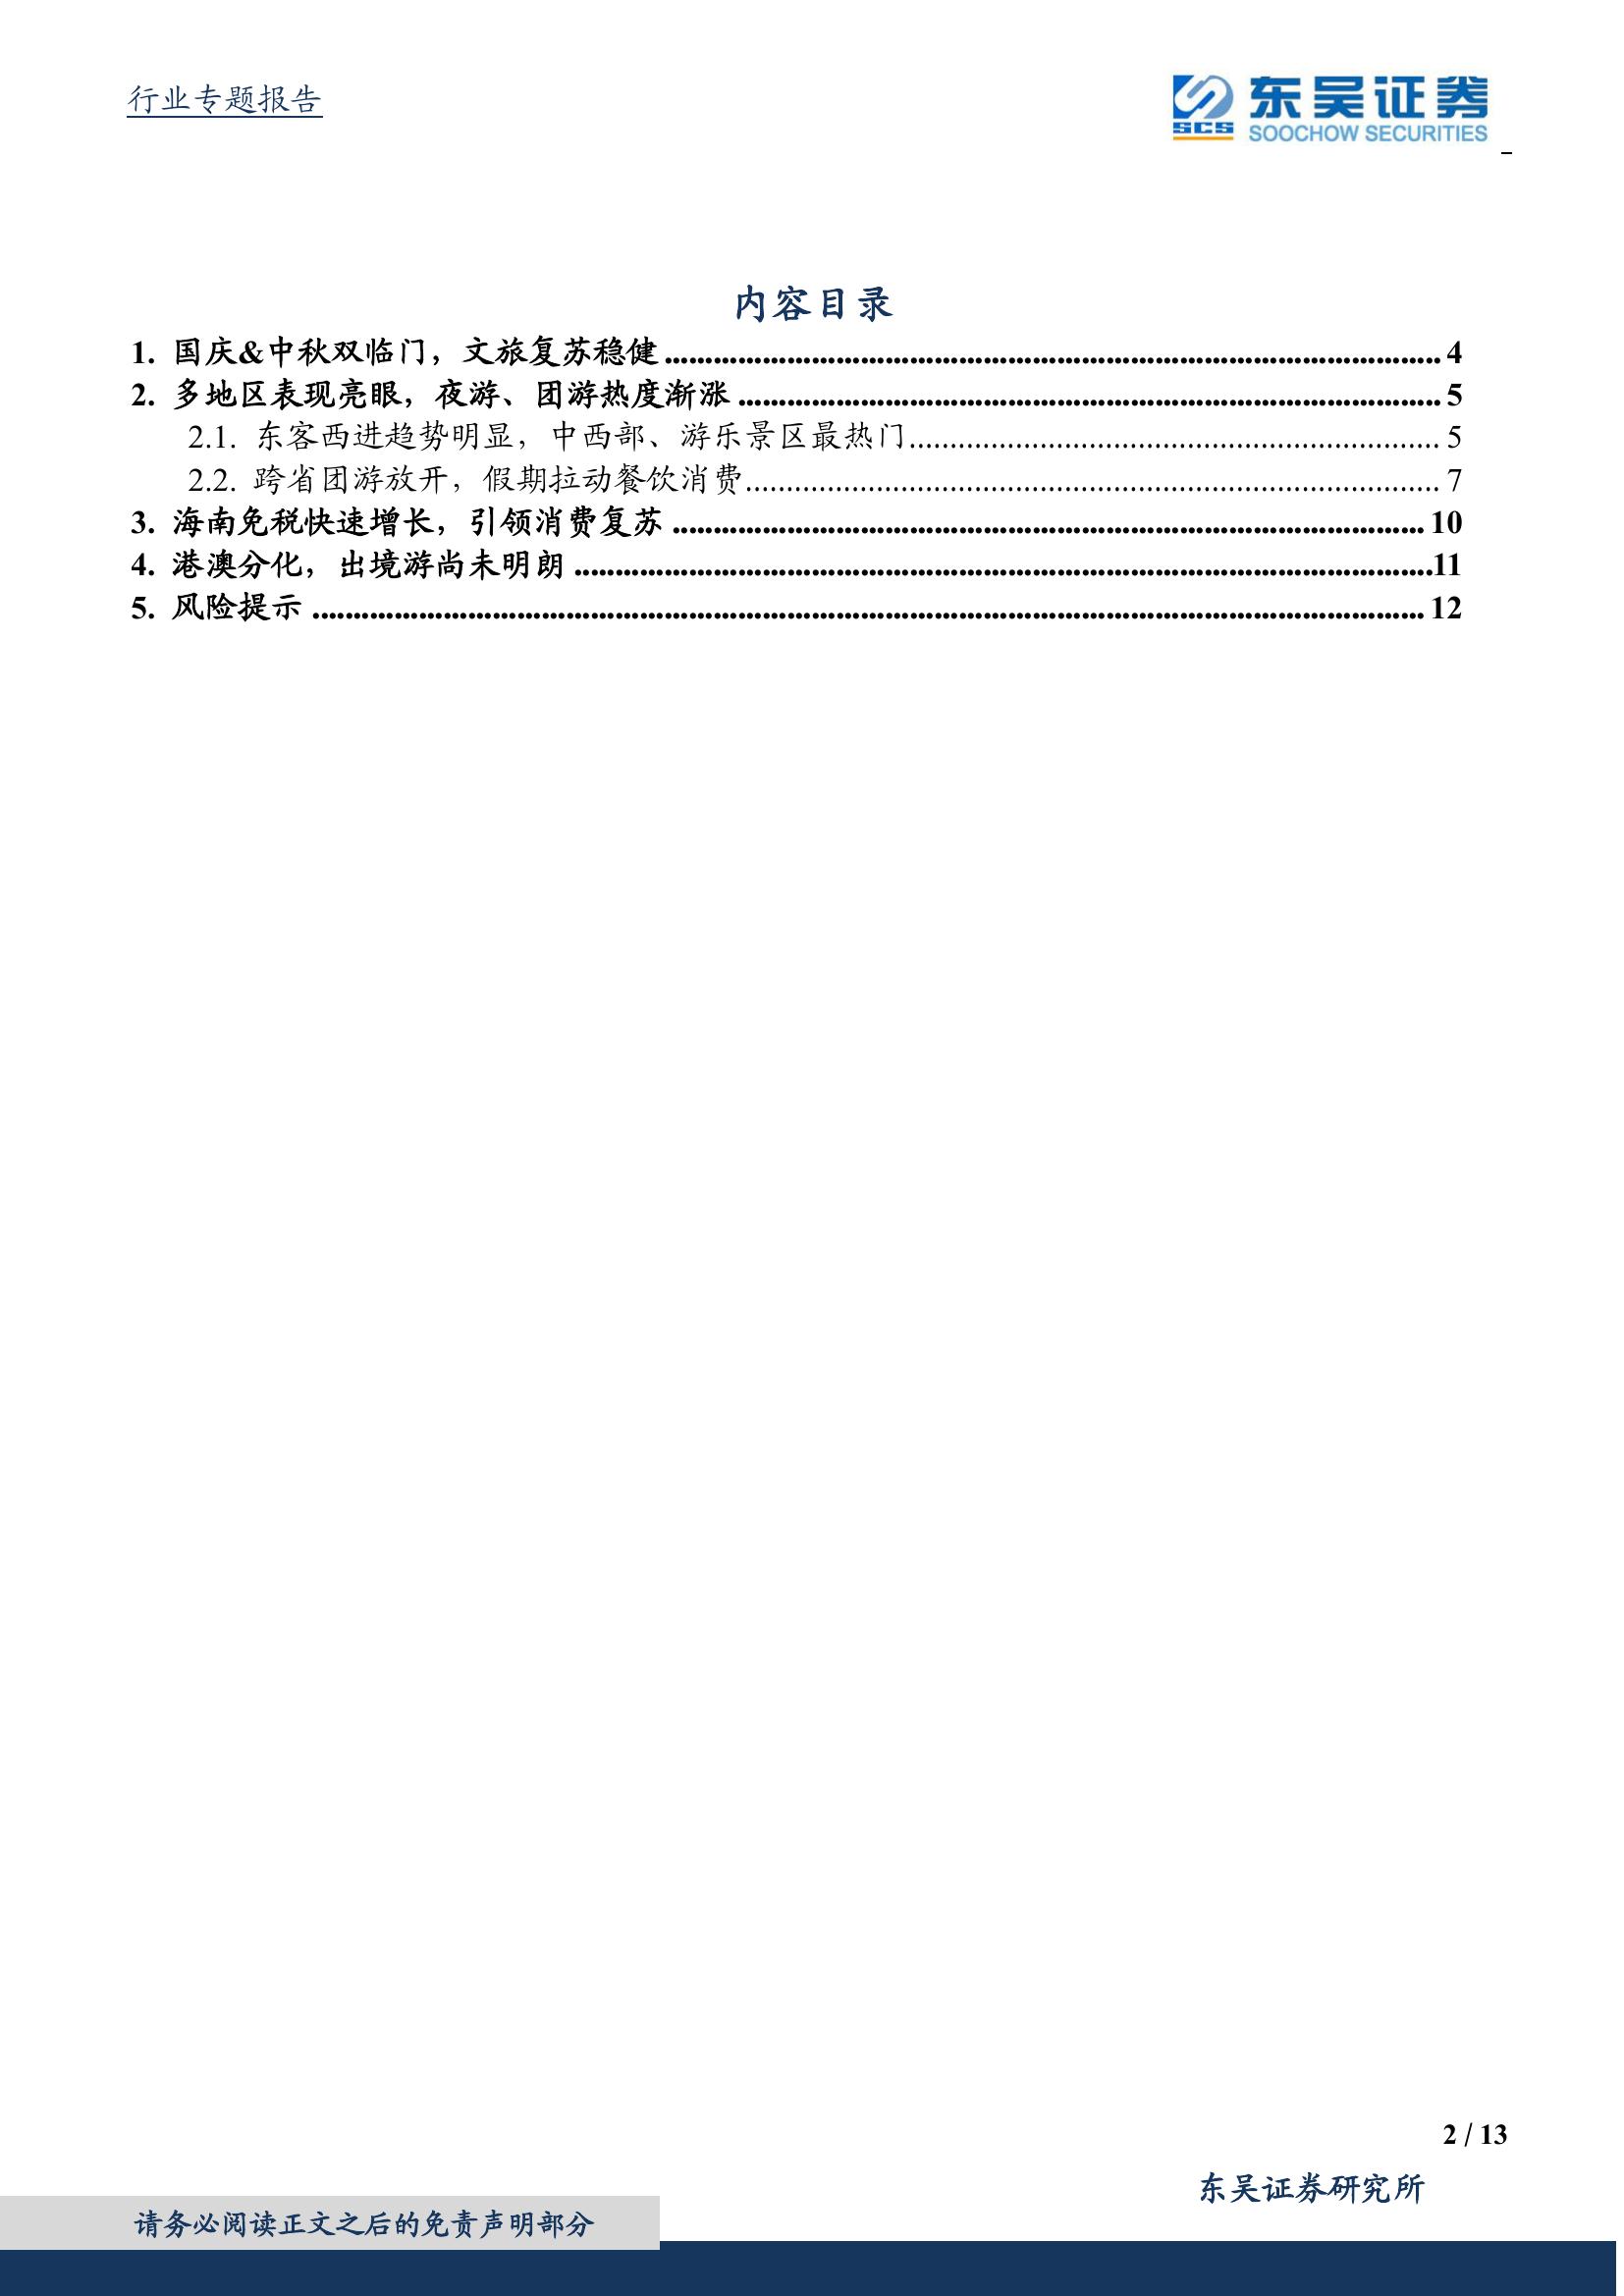 行业专题报告
东吴证券
SCS
SOOCHOW SECURITIES
内容目录
1. 国庆&中秋双临门，文旅复苏稳健 4
2. 多地区表现亮眼，夜游、团游热度渐涨 5
2.1. 东客西进趋势明显，中西部、游乐景区最热门 5
2.2. 跨省团游放开，假期拉动餐饮消费 7
3. 海南免税快速增长，引领消费复苏 10
4. 港澳分化，出境游尚未明朗 11
5. 风险提示 12
2 / 13
东吴证券研究所
请务必阅读正文之后的免责声明部分